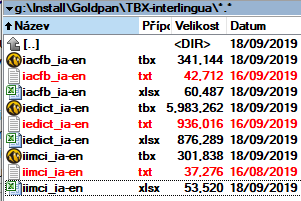 g:\Install\Goldpan\TBX-interlingua\*.*
Název Přípo Velikost Datum
[..] <DIR> 18/09/2019
iacfb_ia-en tbx 341,144 18/09/2019
iacfb_ia-en txt 42,712 16/09/2019
iacfb_ia-en xlsx 60,487 18/09/2019
iedict_ia-en tbx 5,983,262 18/09/2019
iedict_ia-en txt 936,016 16/09/2019
iedict_ia-en xlsx 876,289 18/09/2019
iimci_ia-en tbx 301,838 18/09/2019
iimci_ia-en txt 37,276 16/08/2019
iimci_ia-en xlsx 53,520 18/09/2019